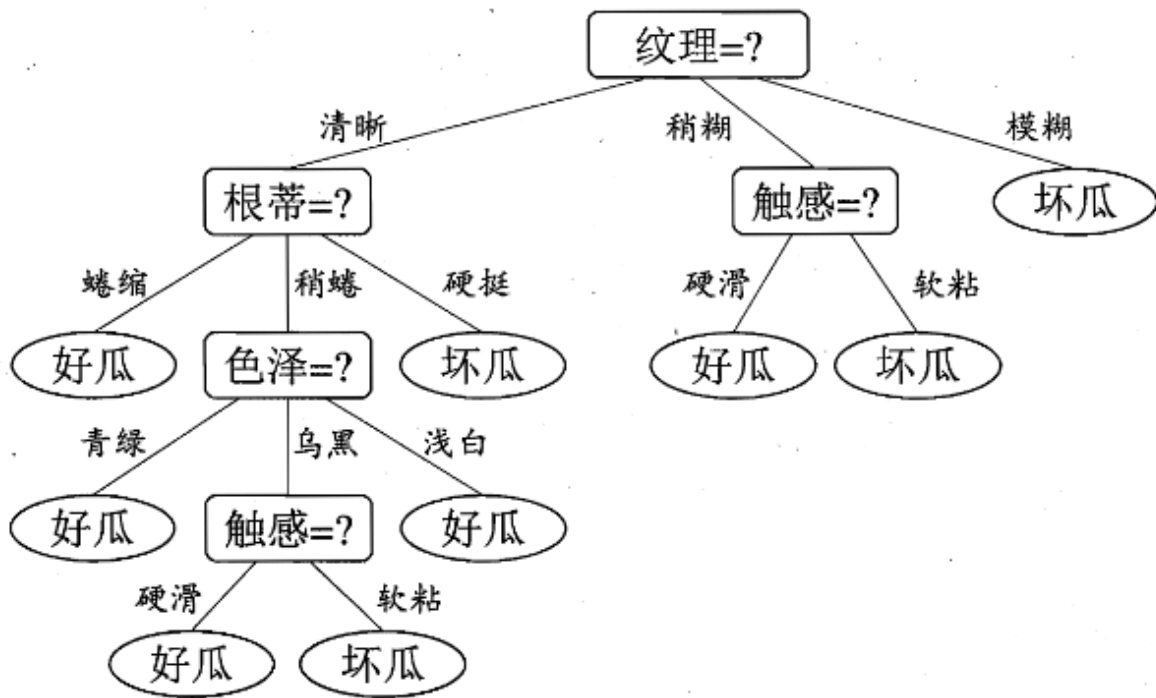 纹理=?
清晰 稍糊 模糊
根蒂=? 触感=? 坏瓜
蜷缩 稍蜷 硬挺 硬滑 软粘
好瓜 色泽=? 坏瓜 好瓜 坏瓜
青绿 乌黑 浅白
好瓜 触感=? 好瓜
硬滑 软粘
好瓜 坏瓜